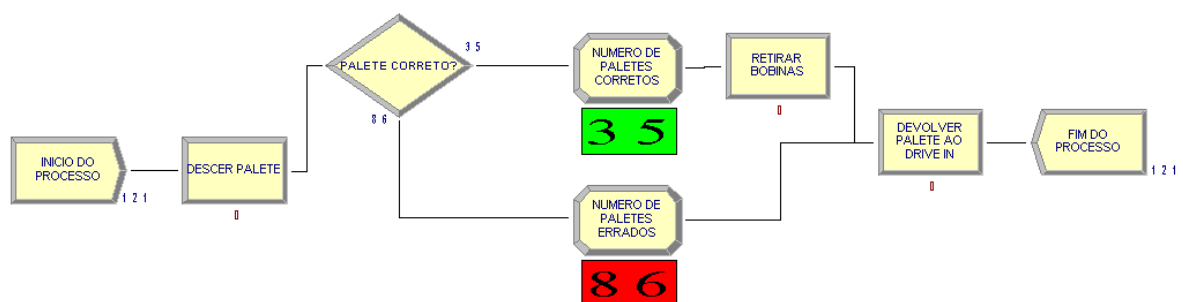 INICIO DO
PROCESSO
1 2 1
DESCER PALETE
0
PALETE CORRETO?
3 5
8 6
NUMERO DE
PALETES
CORRETOS
3 5
RETIRAR
BOBINAS
0
NUMERO DE
PALETES
ERRADOS
8 6
DEVOLVER
PALETE AO
DRIVE IN
0
FIM DO
PROCESSO
1 2 1